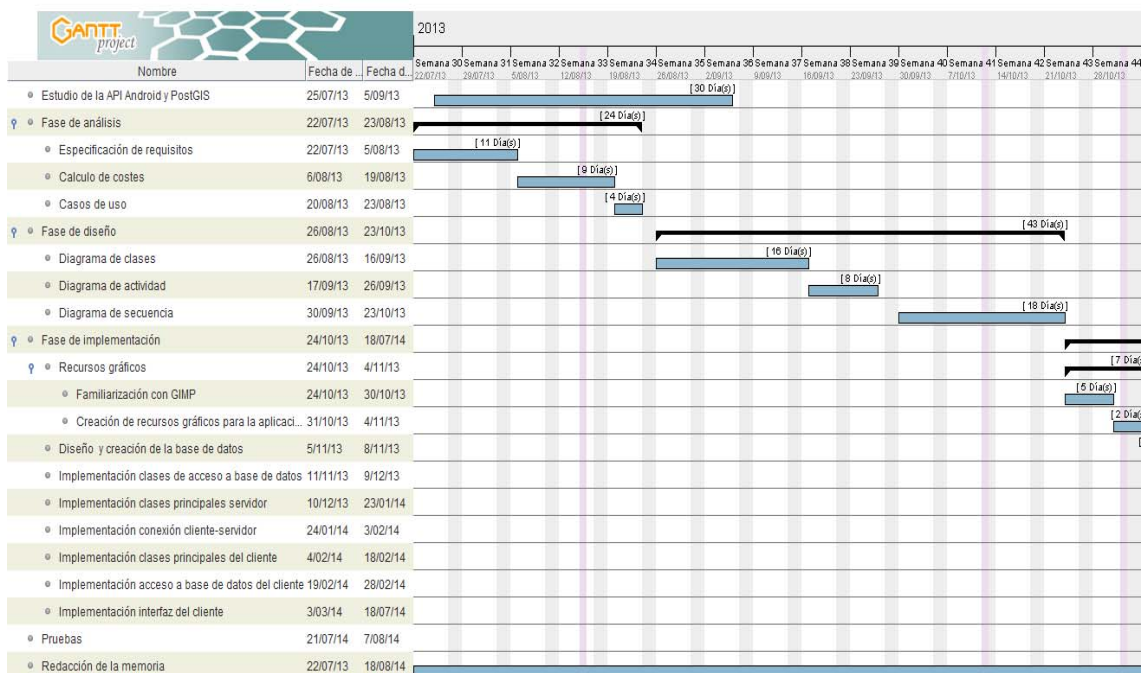 GANTT
project
2013
Nombre Fecha de ... Fecha d...
Semana 30 Semana 31 Semana 32 Semana 33 Semana 34 Semana 35 Semana 36 Semana 37 Semana 38 Semana 39 Semana 40 Semana 41 Semana 42 Semana 43 Semana 44
22/07/13 29/07/13 5/08/13 12/08/13 19/08/13 26/08/13 2/09/13 9/09/13 16/09/13 23/09/13 30/09/13 7/10/13 14/10/13 21/10/13 28/10/13
Estudio de la API Android y PostGIS 25/07/13 5/09/13 [ 30 Día(s) ]
Fase de análisis 22/07/13 23/08/13 [ 24 Día(s) ]
Especificación de requisitos 22/07/13 5/08/13 [ 11 Día(s) ]
Calculo de costes 6/08/13 19/08/13 [ 9 Día(s) ]
Casos de uso 20/08/13 23/08/13 [ 4 Día(s) ]
Fase de diseño 26/08/13 23/10/13 [ 43 Día(s) ]
Diagrama de clases 26/08/13 16/09/13 [ 16 Día(s) ]
Diagrama de actividad 17/09/13 26/09/13 [ 8 Día(s) ]
Diagrama de secuencia 30/09/13 23/10/13 [ 18 Día(s) ]
Fase de implementación 24/10/13 18/07/14
Recursos gráficos 24/10/13 4/11/13 [ 7 Día(s
Familiarización con GIMP 24/10/13 30/10/13 [ 5 Día(s) ]
Creación de recursos gráficos para la aplicaci... 31/10/13 4/11/13 [ 2 Día(s
Diseño y creación de la base de datos 5/11/13 8/11/13 [
Implementación clases de acceso a base de datos 11/11/13 9/12/13
Implementación clases principales servidor 10/12/13 23/01/14
Implementación conexión cliente-servidor 24/01/14 3/02/14
Implementación clases principales del cliente 4/02/14 18/02/14
Implementación acceso a base de datos del cliente 19/02/14 28/02/14
Implementación interfaz del cliente 3/03/14 18/07/14
Pruebas 21/07/14 7/08/14
Redacción de la memoria 22/07/13 18/08/14